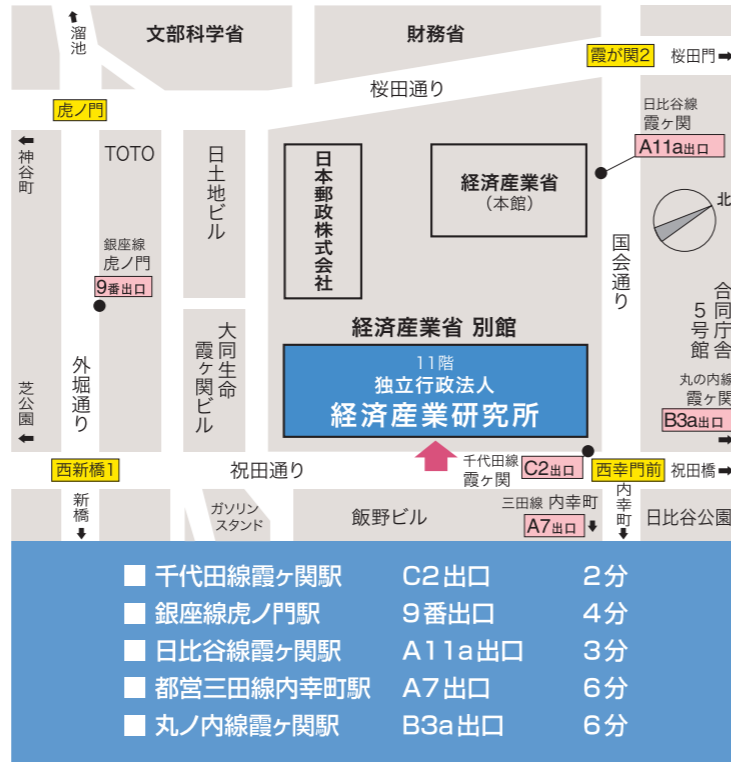 溜池
文部科学省
財務省
霞が関2
桜田門
桜田通り
虎ノ門
日比谷線
霞ヶ関
A11a出口
神谷町
TOTO
日土地ビル
日本郵政株式会社
経済産業省
(本館)
北
国会通り
銀座線
虎ノ門
9番出口
合同庁舎
5号館
経済産業省 別館
大同生命
霞ヶ関ビル
11階
独立行政法人
経済産業研究所
外堀通り
芝公園
丸の内線
霞ヶ関
B3a出口
西新橋1
祝田通り
千代田線
霞ヶ関
C2出口
西幸門前
祝田橋
新橋
ガソリン
スタンド
飯野ビル
三田線 内幸町
A7出口
内幸町
日比谷公園
■ 千代田線霞ヶ関駅 C2出口 2分
■ 銀座線虎ノ門駅 9番出口 4分
■ 日比谷線霞ヶ関駅 A11a出口 3分
■ 都営三田線内幸町駅 A7出口 6分
■ 丸ノ内線霞ヶ関駅 B3a出口 6分